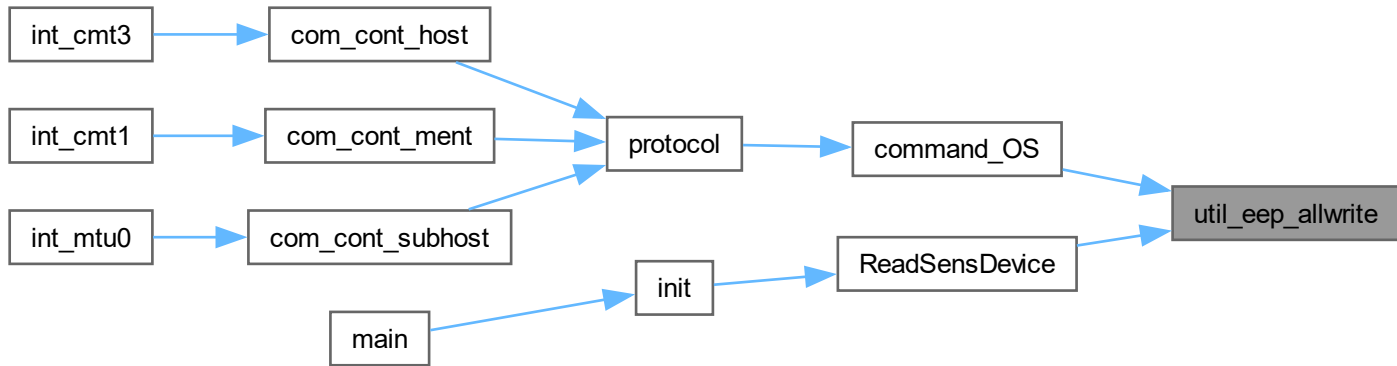 int_cmt3
com_cont_host
int_cmt1
com_cont_ment
protocol
command_OS
int_mtu0
com_cont_subhost
util_eep_allwrite
ReadSensDevice
init
main